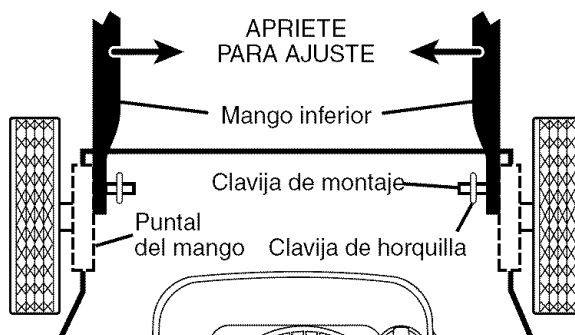 APRIETE
PARA AJUSTE
Mango inferior
Clavija de montaje
Puntal
del mango
Clavija de horquilla